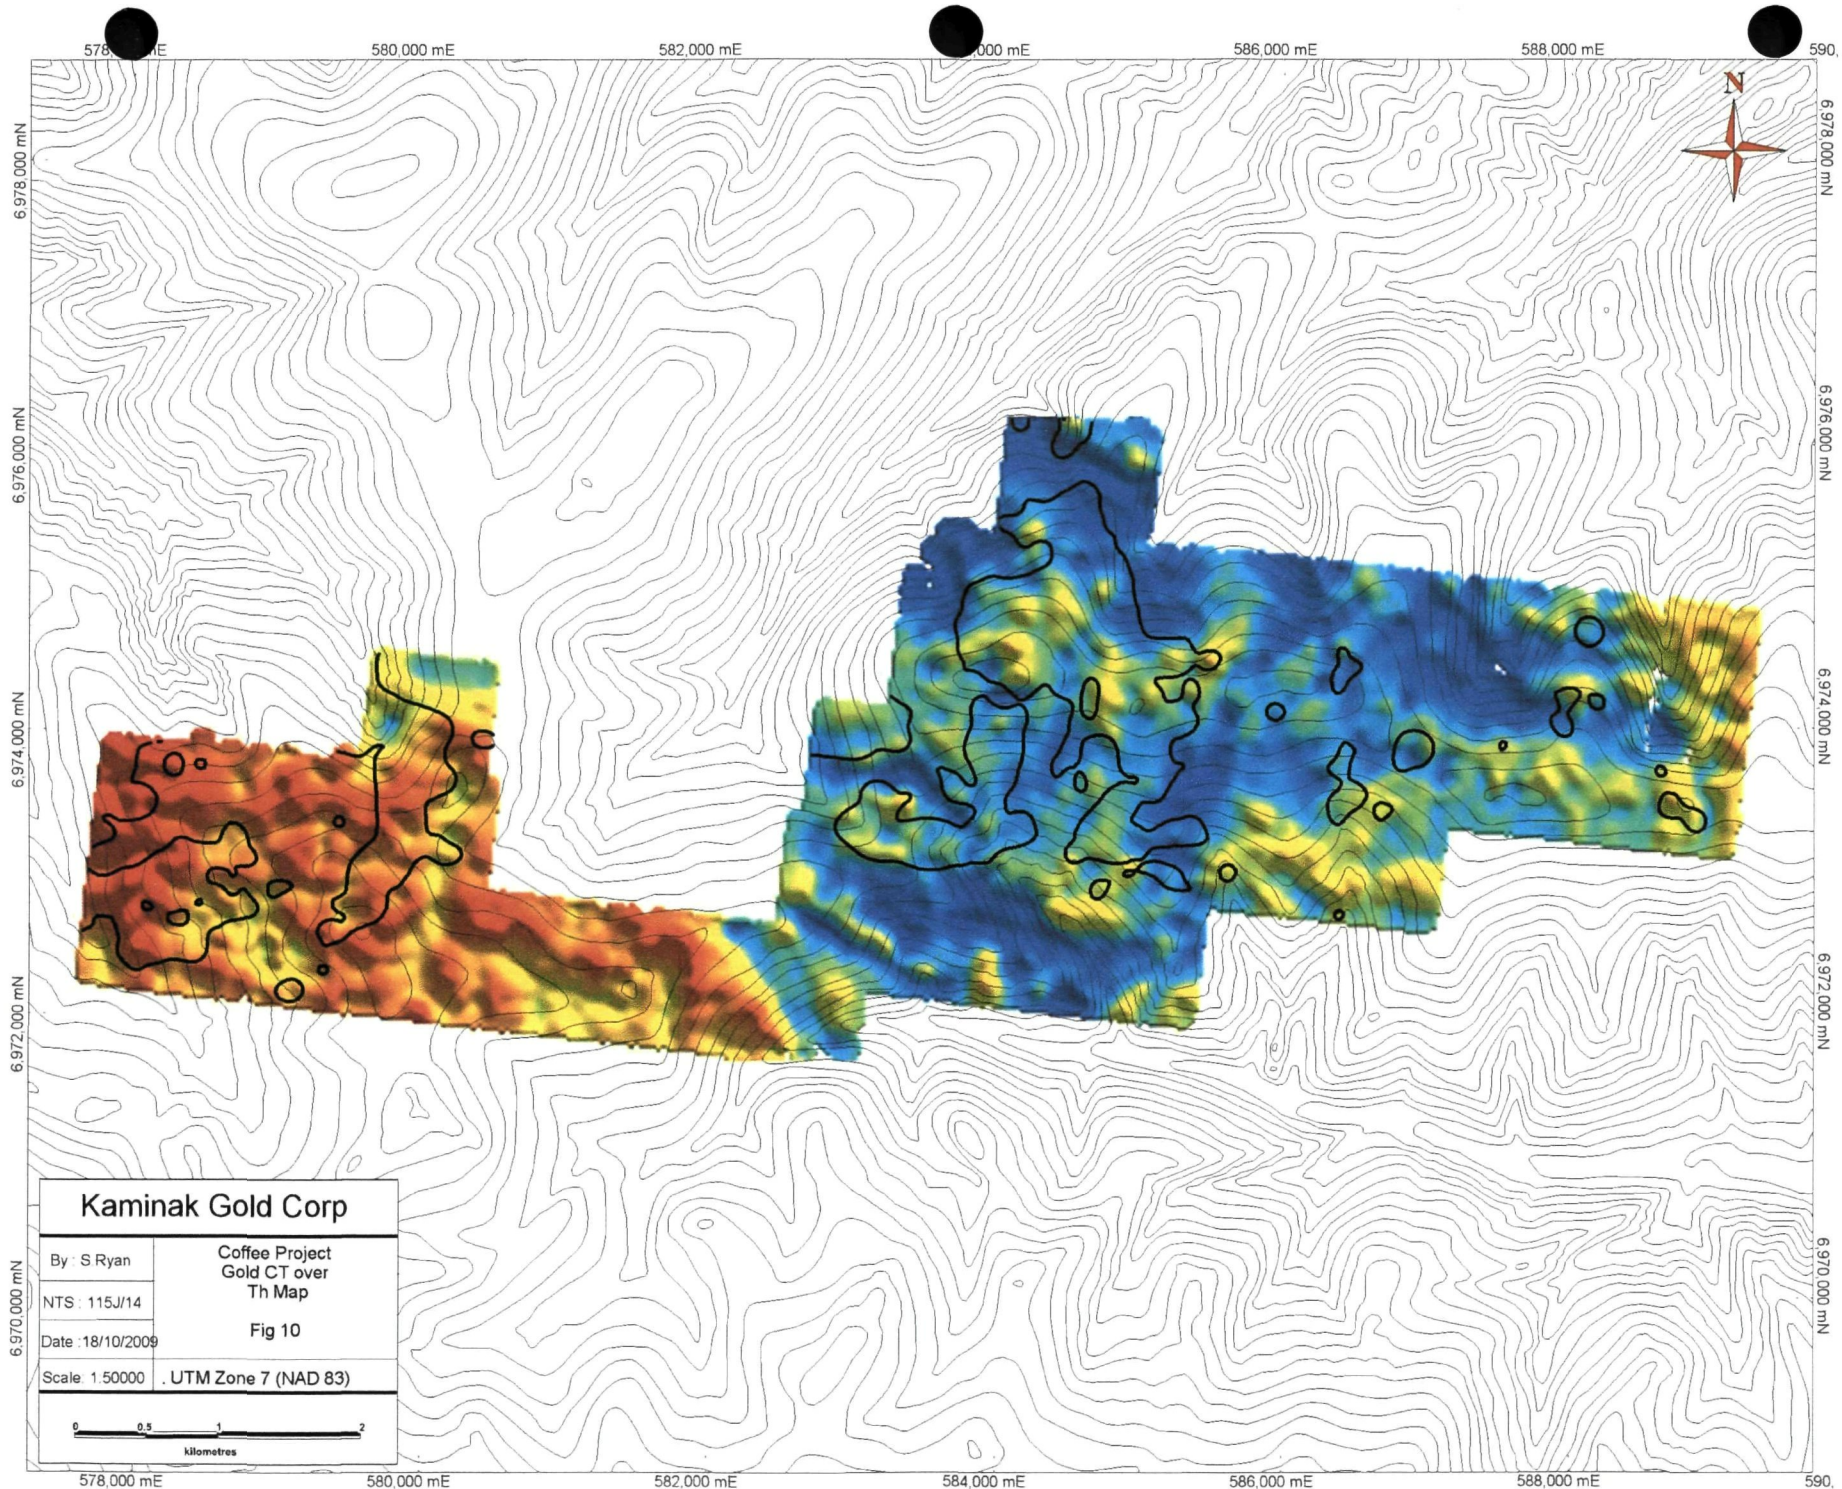 578, mE 580,000 mE 582,000 mE ,000 mE 586,000 mE 588,000 mE 590,
N
6,978,000 mN
6,976,000 mN
6,974,000 mN
6,972,000 mN
6,970,000 mN
6,978,000 mN
6,976,000 mN
6,974,000 mN
6,972,000 mN
6,970,000 mN
Kaminak Gold Corp
By : S Ryan
NTS : 115J/14
Date :18/10/2009
Scale: 1:50000
Coffee Project
Gold CT over
Th Map
Fig 10
. UTM Zone 7 (NAD 83)
0 0.5 1 2
kilometres
578,000 mE 580,000 mE 582,000 mE 584,000 mE 586,000 mE 588,000 mE 590,